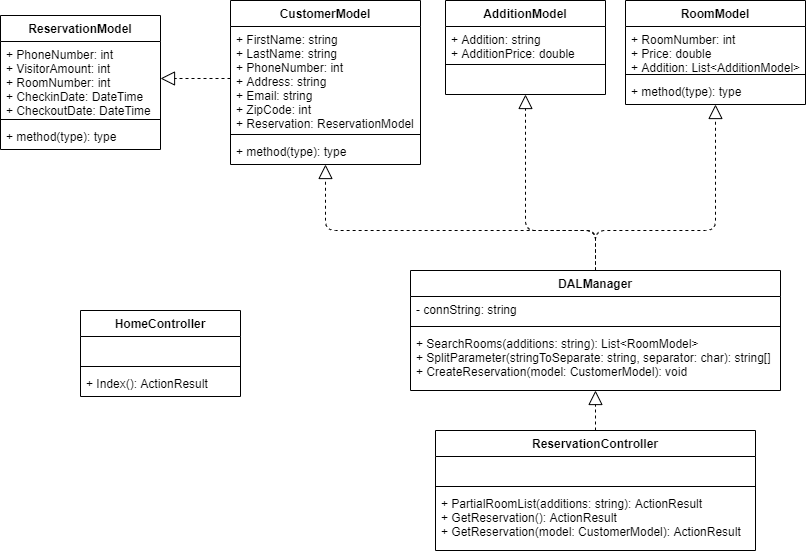 ReservationModel
+ PhoneNumber: int
+ VisitorAmount: int
+ RoomNumber: int
+ CheckinDate: DateTime
+ CheckoutDate: DateTime
+ method(type): type
CustomerModel
+ FirstName: string
+ LastName: string
+ PhoneNumber: int
+ Address: string
+ Email: string
+ ZipCode: int
+ Reservation: ReservationModel
+ method(type): type
AdditionModel
+ Addition: string
+ AdditionPrice: double
RoomModel
+ RoomNumber: int
+ Price: double
+ Addition: List<AdditionModel>
+ method(type): type
HomeController
+ Index(): ActionResult
DALManager
- connString: string
+ SearchRooms(additions: string): List<RoomModel>
+ SplitParameter(stringToSeparate: string, separator: char): string[]
+ CreateReservation(model: CustomerModel): void
ReservationController
+ PartialRoomList(additions: string): ActionResult
+ GetReservation(): ActionResult
+ GetReservation(model: CustomerModel): ActionResult